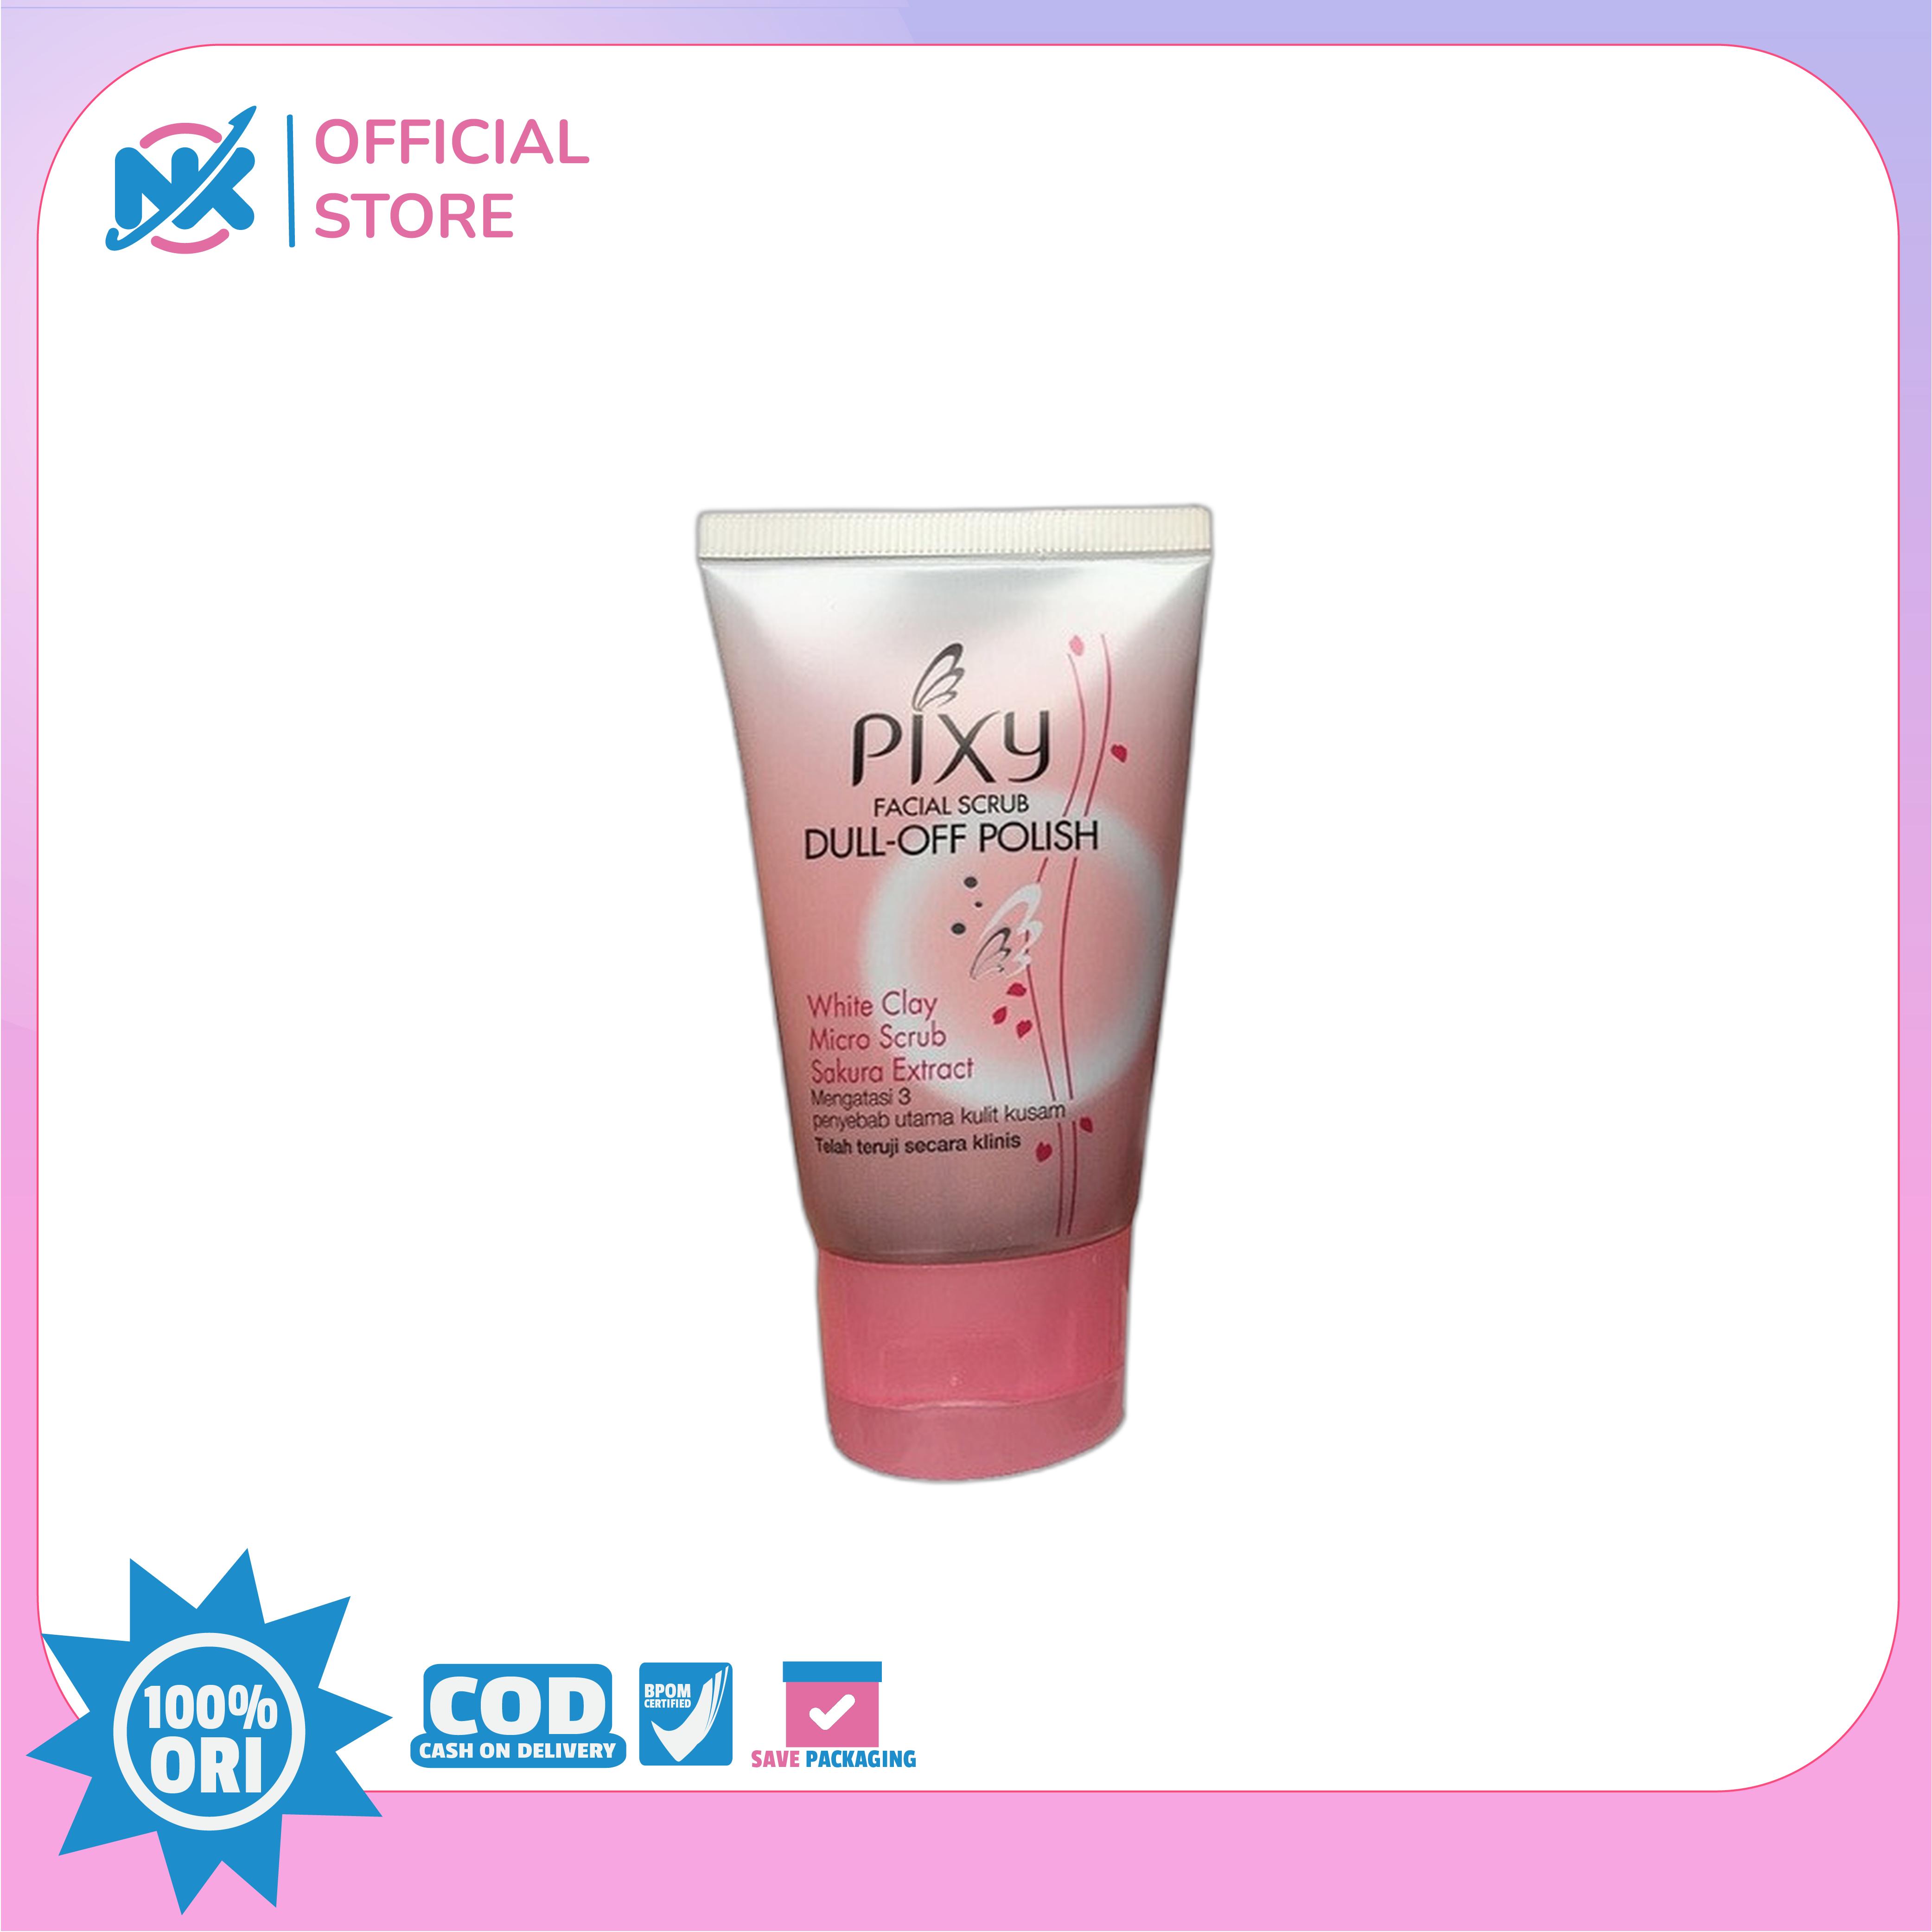 NK
OFFICIAL
STORE
PIXY
FACIAL SCRUB
DULL-OFF POLISH
White Clay
Micro Scrub
Sakura Extract
Mengatasi 3
penyebab utama kulit kusam
Telah teruji secara klinis
100%
ORI
COD
CASH ON DELIVERY
BPOM
CERTIFIED
SAVE PACKAGING